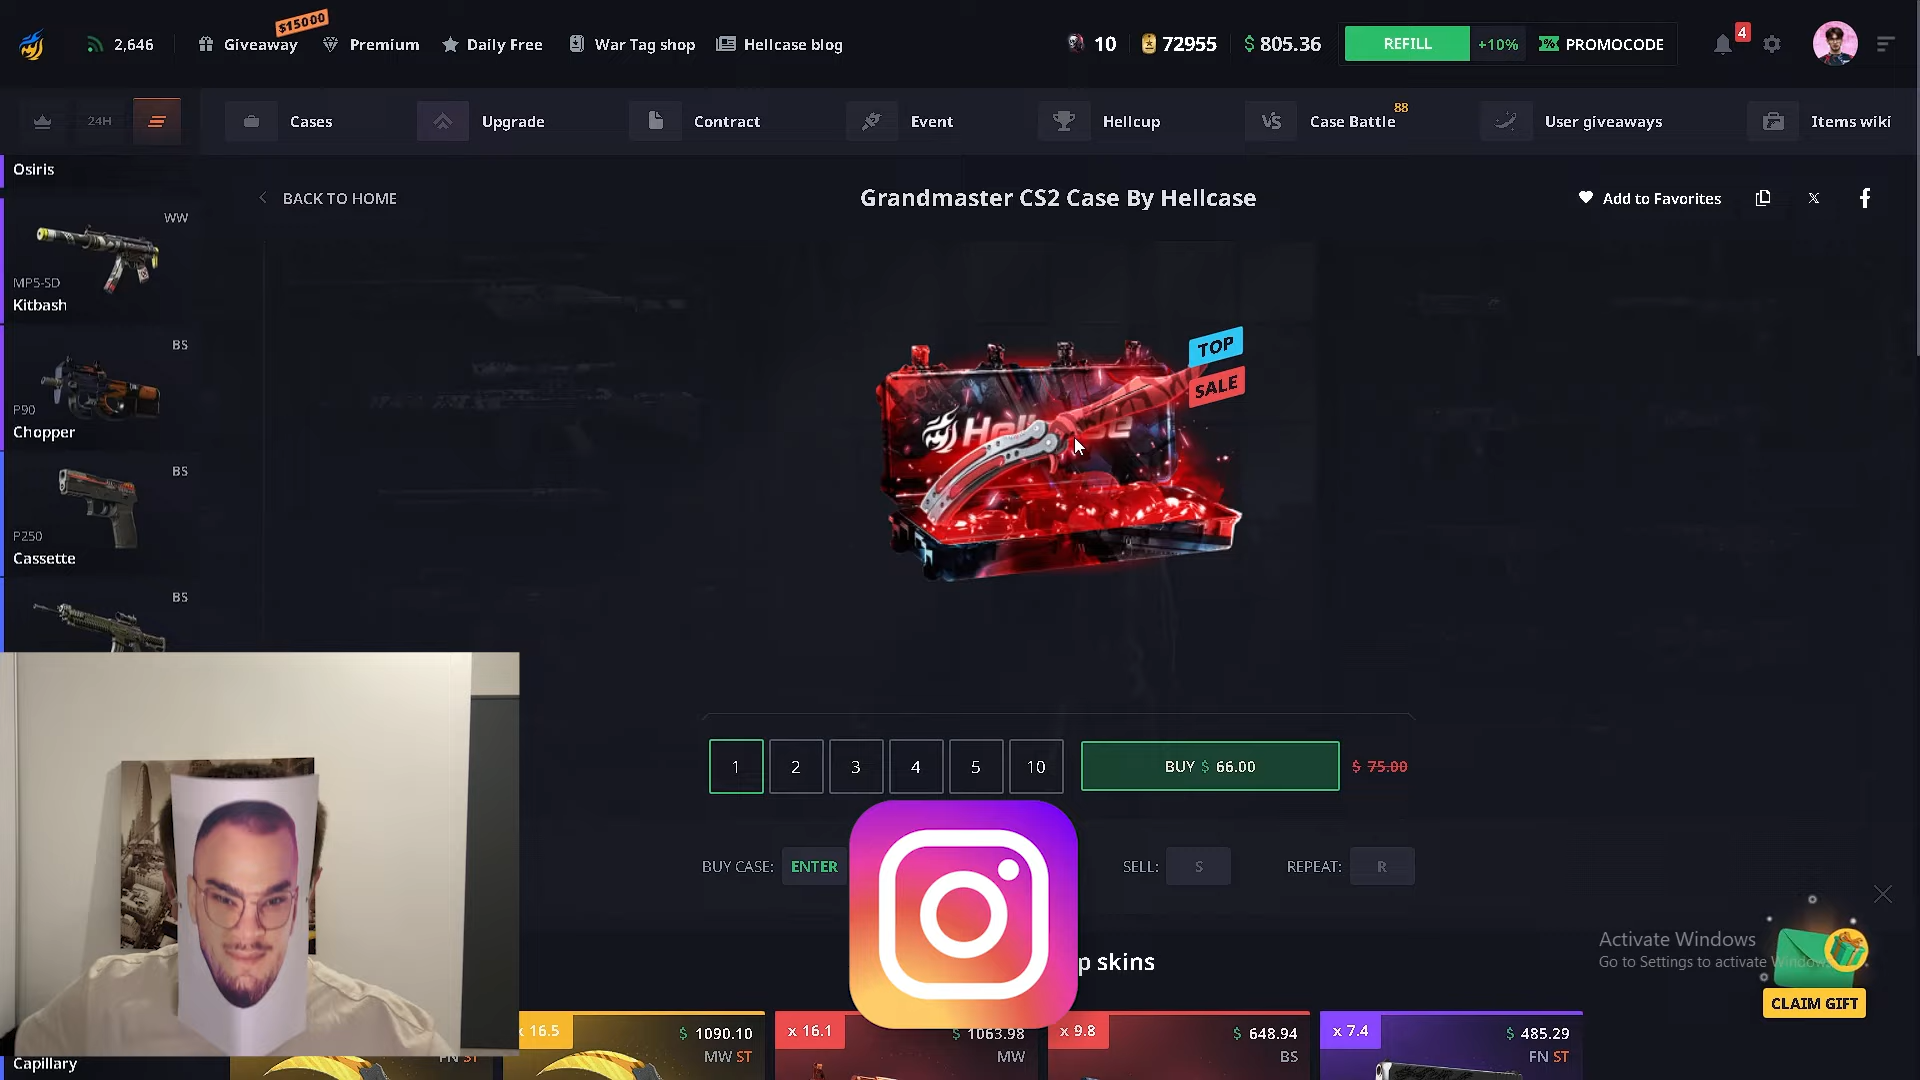 $15000
2,646
Giveaway
Premium
Daily Free
War Tag shop
Hellcase blog
10
72955
$ 805.36
REFILL
+10%
PROMOCODE
4
24H
Cases
Upgrade
Contract
Event
Hellcup
VS
Case Battle
88
User giveaways
Items wiki
Osiris
BACK TO HOME
Grandmaster CS2 Case By Hellcase
Add to Favorites
WW
MP5-SD
Kitbash
BS
P90
Chopper
BS
P250
Cassette
BS
TOP
SALE
1
2
3
4
5
10
BUY $ 66.00
$ 75.00
BUY CASE:
ENTER
SELL:
S
REPEAT:
R
p skins
Activate Windows
Go to Settings to activate Windows.
CLAIM GIFT
Capillary
FN ST
x 16.5
$ 1090.10
MW ST
x 16.1
$ 1063.98
MW
x 9.8
$ 648.94
BS
x 7.4
$ 485.29
FN ST